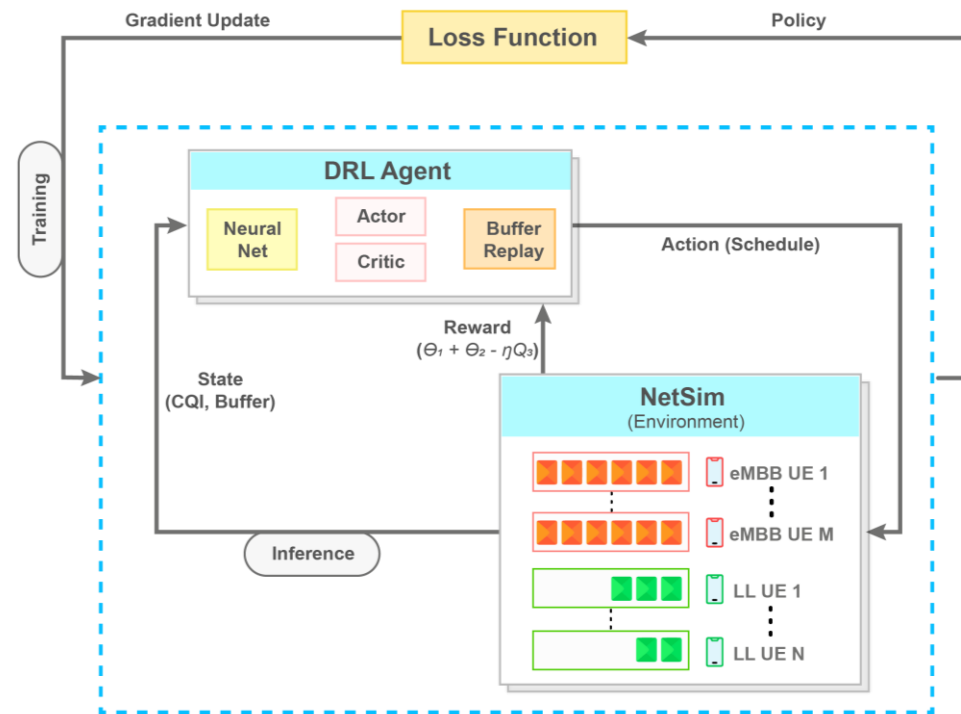 Gradient Update
Loss Function
Policy
Training
DRL Agent
Neural
Net
Actor
Critic
Buffer
Replay
Action (Schedule)
Reward
(ϴ₁ + ϴ₂ - ŋQ₃)
State
(CQI, Buffer)
NetSim
(Environment)
eMBB UE 1
eMBB UE M
LL UE 1
LL UE N
Inference